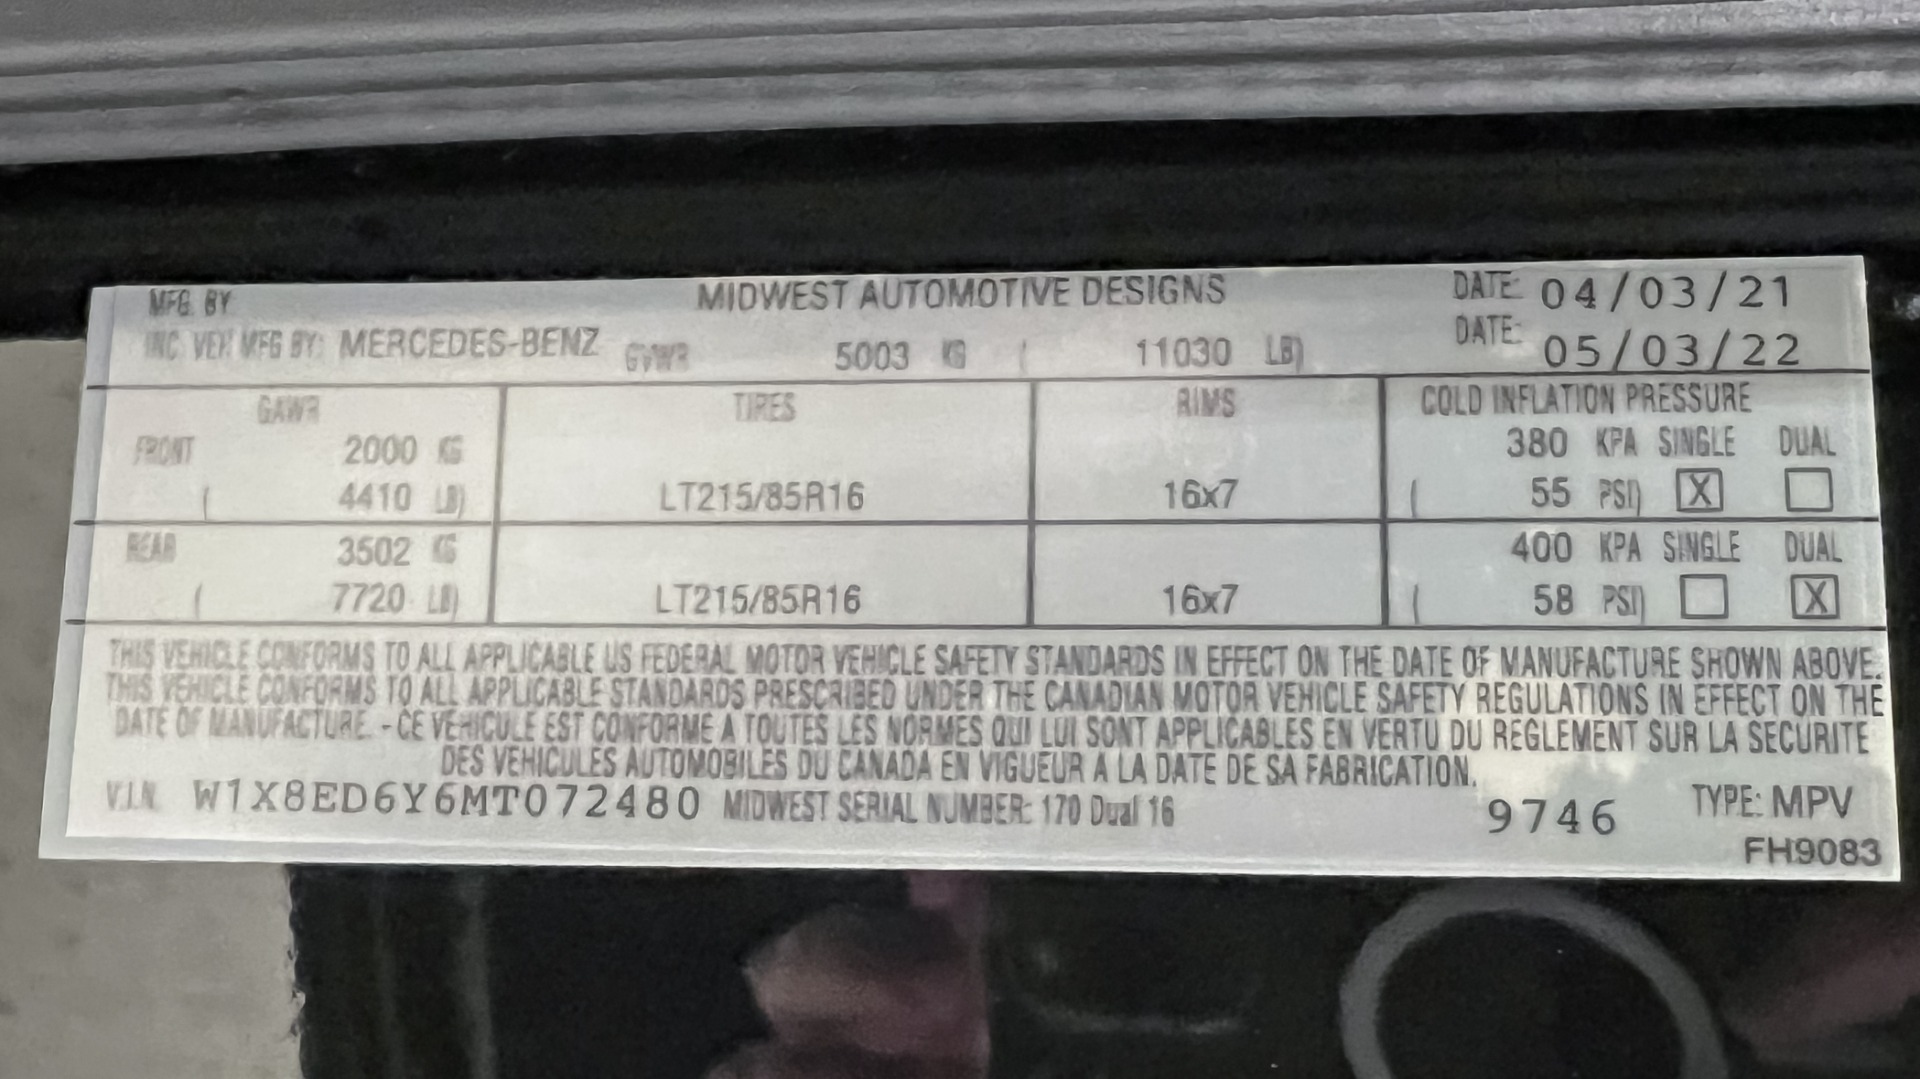 MFG. BY MIDWEST AUTOMOTIVE DESIGNS DATE: 04/03/21
INC. VEH. MFG BY: MERCEDES-BENZ GVWR 5003 KG ( 11030 LB) DATE: 05/03/22
GAWR TIRES RIMS COLD INFLATION PRESSURE
FRONT 2000 KG 380 KPA SINGLE DUAL
( 4410 LB) LT215/85R16 16x7 ( 55 PSI) X
REAR 3502 KG 400 KPA SINGLE DUAL
( 7720 LB) LT215/85R16 16x7 ( 58 PSI) X
THIS VEHICLE CONFORMS TO ALL APPLICABLE US FEDERAL MOTOR VEHICLE SAFETY STANDARDS IN EFFECT ON THE DATE OF MANUFACTURE SHOWN ABOVE.
THIS VEHICLE CONFORMS TO ALL APPLICABLE STANDARDS PRESCRIBED UNDER THE CANADIAN MOTOR VEHICLE SAFETY REGULATIONS IN EFFECT ON THE
DATE OF MANUFACTURE. - CE VEHICULE EST CONFORME A TOUTES LES NORMES QUI LUI SONT APPLICABLES EN VERTU DU REGLEMENT SUR LA SECURITE
DES VEHICULES AUTOMOBILES DU CANADA EN VIGUEUR A LA DATE DE SA FABRICATION.
V.I.N. W1X8ED6Y6MT072480 MIDWEST SERIAL NUMBER: 170 Dual 16 9746 TYPE: MPV
FH9083